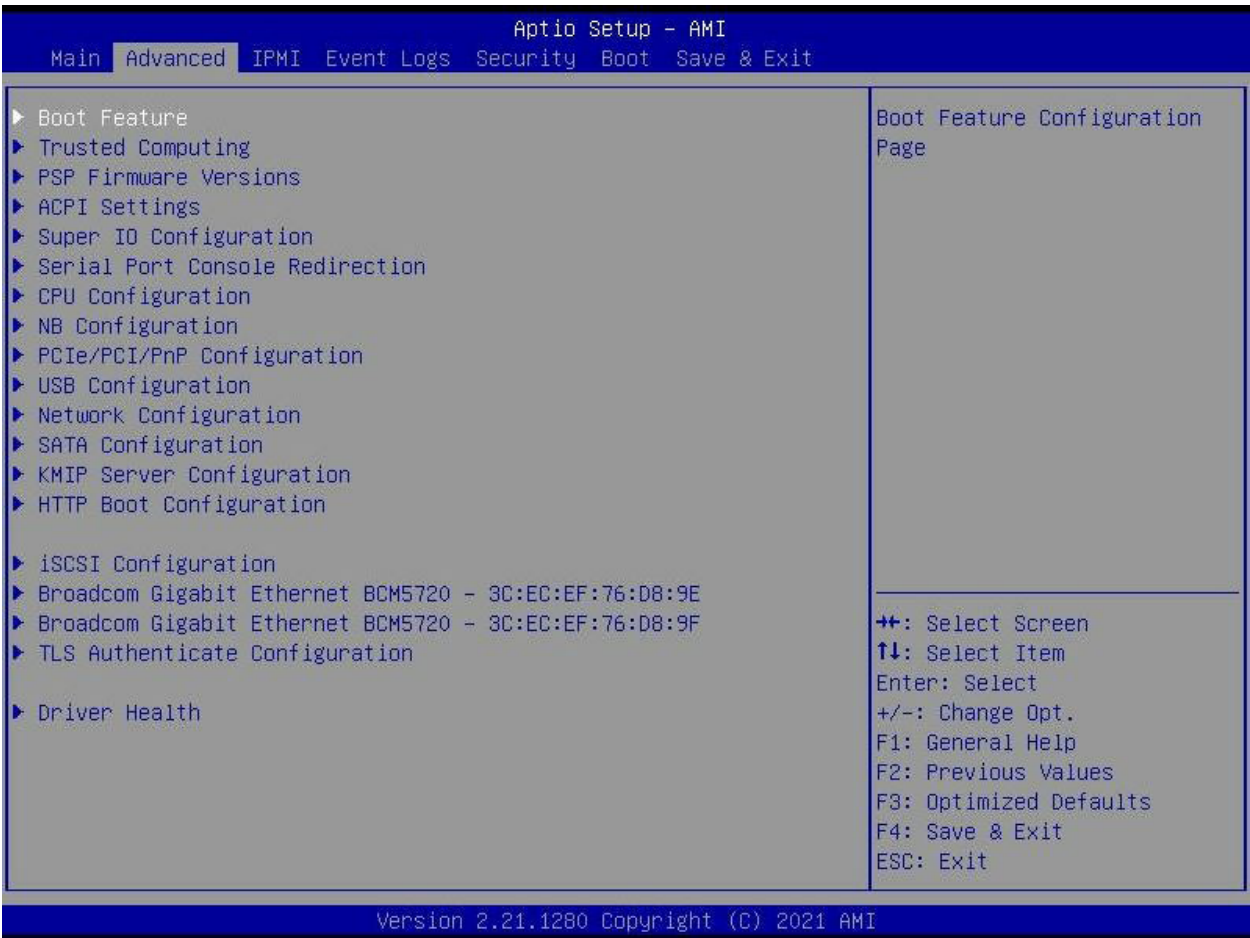 Aptio Setup – AMI
Main Advanced IPMI Event Logs Security Boot Save & Exit
Boot Feature
Trusted Computing
PSP Firmware Versions
ACPI Settings
Super IO Configuration
Serial Port Console Redirection
CPU Configuration
NB Configuration
PCIe/PCI/PnP Configuration
USB Configuration
Network Configuration
SATA Configuration
KMIP Server Configuration
HTTP Boot Configuration
iSCSI Configuration
Broadcom Gigabit Ethernet BCM5720 – 3C:EC:EF:76:D8:9E
Broadcom Gigabit Ethernet BCM5720 – 3C:EC:EF:76:D8:9F
TLS Authenticate Configuration
Driver Health
Boot Feature Configuration
Page
→←: Select Screen
↑↓: Select Item
Enter: Select
+/-: Change Opt.
F1: General Help
F2: Previous Values
F3: Optimized Defaults
F4: Save & Exit
ESC: Exit
Version 2.21.1280 Copyright (C) 2021 AMI